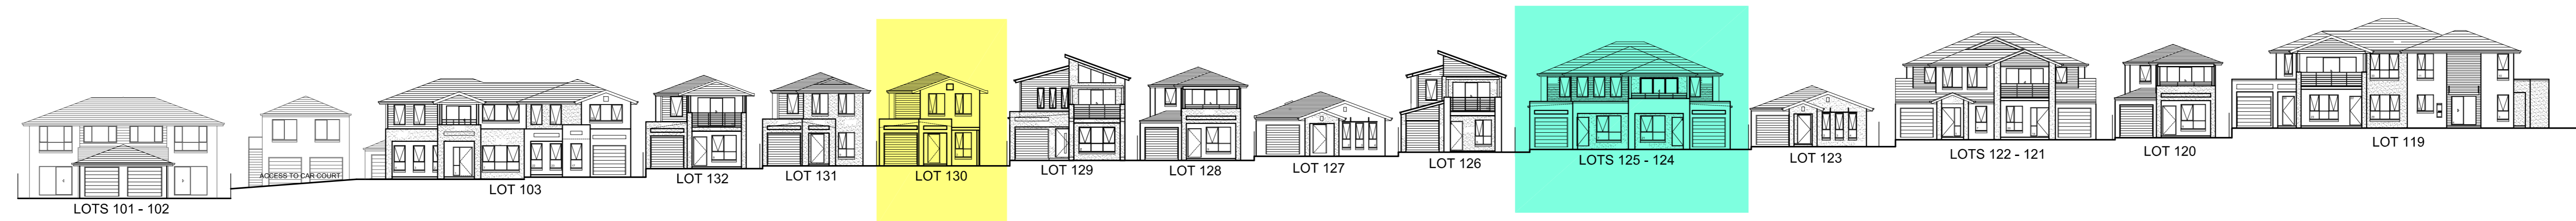 LOTS 101 - 102
ACCESS TO CAR COURT
LOT 103
LOT 132
LOT 131
LOT 130
LOT 129
LOT 128
LOT 127
LOT 126
LOTS 125 - 124
LOT 123
LOTS 122 - 121
LOT 120
LOT 119